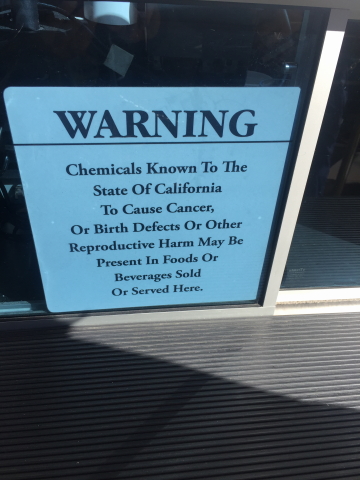 WARNING
Chemicals Known To The
State Of California
To Cause Cancer,
Or Birth Defects Or Other
Reproductive Harm May Be
Present In Foods Or
Beverages Sold
Or Served Here.